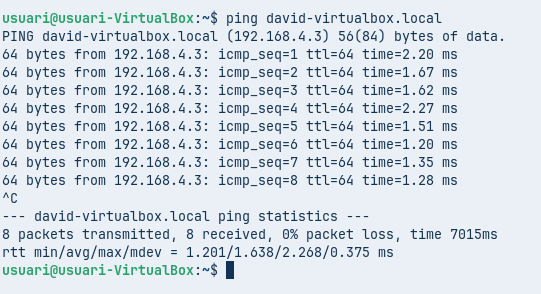 usuari@usuari-VirtualBox:~$ ping david-virtualbox.local
PING david-virtualbox.local (192.168.4.3) 56(84) bytes of data.
64 bytes from 192.168.4.3: icmp_seq=1 ttl=64 time=2.20 ms
64 bytes from 192.168.4.3: icmp_seq=2 ttl=64 time=1.67 ms
64 bytes from 192.168.4.3: icmp_seq=3 ttl=64 time=1.62 ms
64 bytes from 192.168.4.3: icmp_seq=4 ttl=64 time=2.27 ms
64 bytes from 192.168.4.3: icmp_seq=5 ttl=64 time=1.51 ms
64 bytes from 192.168.4.3: icmp_seq=6 ttl=64 time=1.20 ms
64 bytes from 192.168.4.3: icmp_seq=7 ttl=64 time=1.35 ms
64 bytes from 192.168.4.3: icmp_seq=8 ttl=64 time=1.28 ms
^C
--- david-virtualbox.local ping statistics ---
8 packets transmitted, 8 received, 0% packet loss, time 7015ms
rtt min/avg/max/mdev = 1.201/1.638/2.268/0.375 ms
usuari@usuari-VirtualBox:~$